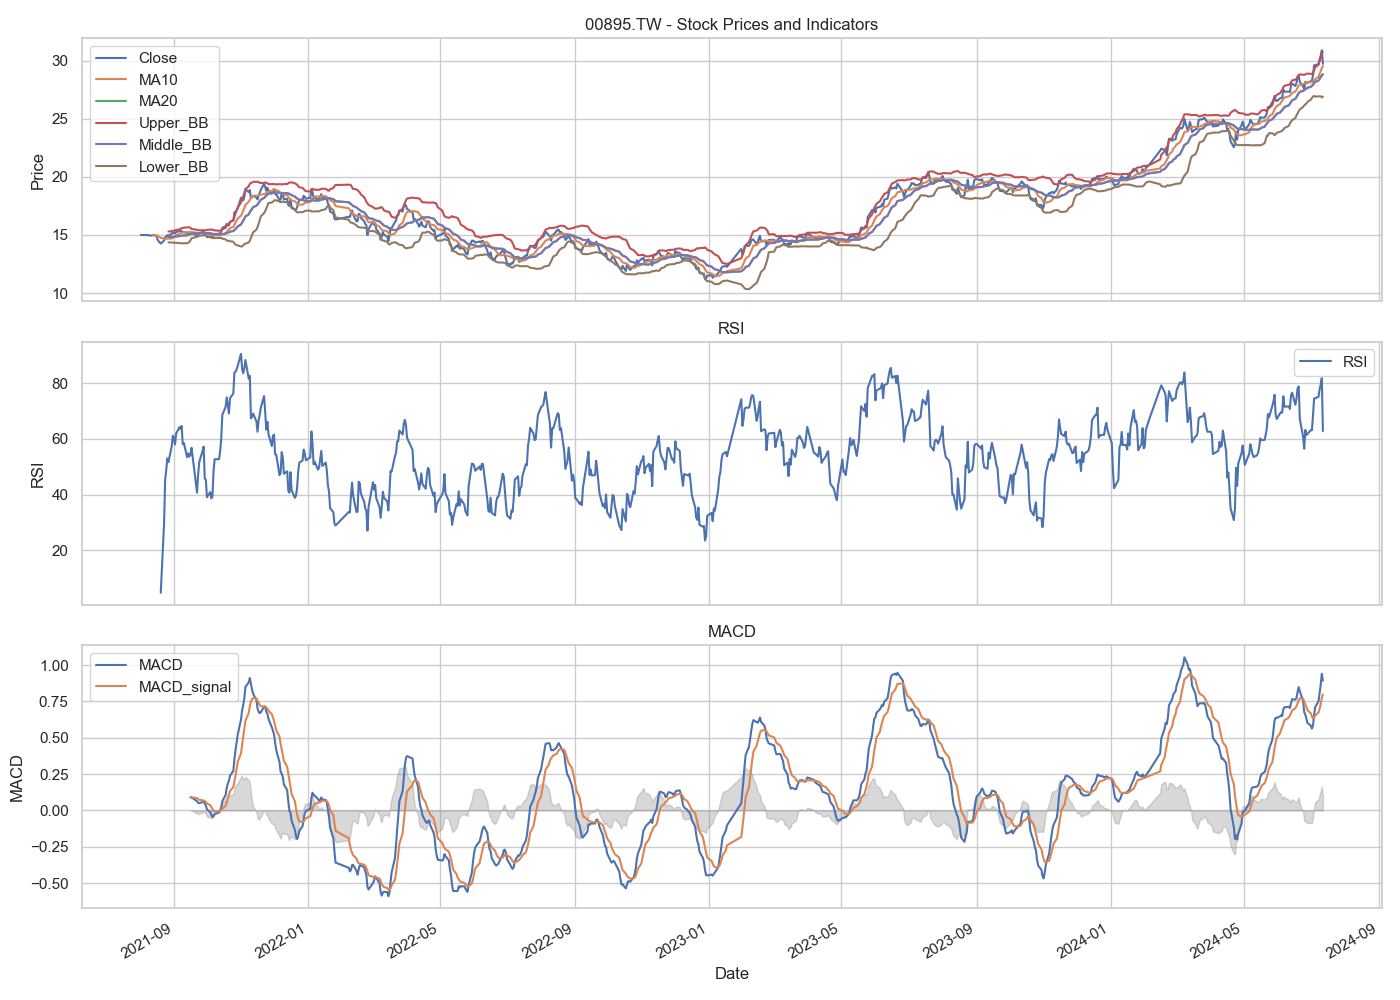 00895.TW - Stock Prices and Indicators
Close
MA10
MA20
Upper_BB
Middle_BB
Lower_BB
Price
30
25
20
15
10
RSI
RSI
RSI
80
60
40
20
MACD
MACD
MACD_signal
MACD
1.00
0.75
0.50
0.25
0.00
−0.25
−0.50
2021-09
2022-01
2022-05
2022-09
2023-01
2023-05
2023-09
2024-01
2024-05
2024-09
Date